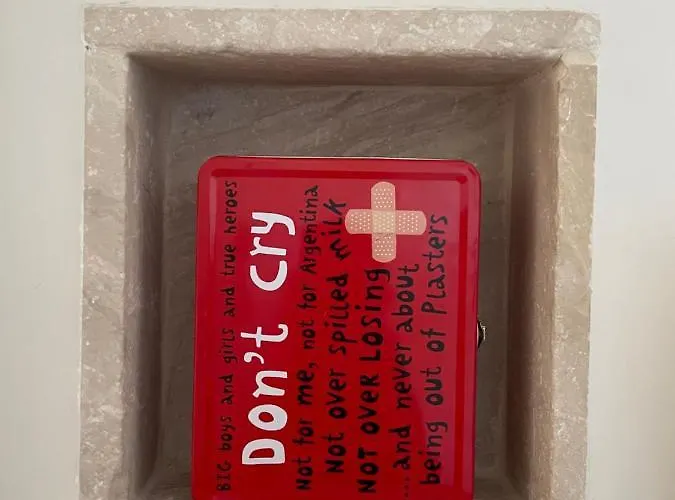 BIG boys and girls and true heroes
Don't cry
Not for me, not for Argentina
Not over spilled milk
NOT OVER LOSING
... and never about
being out of Plasters